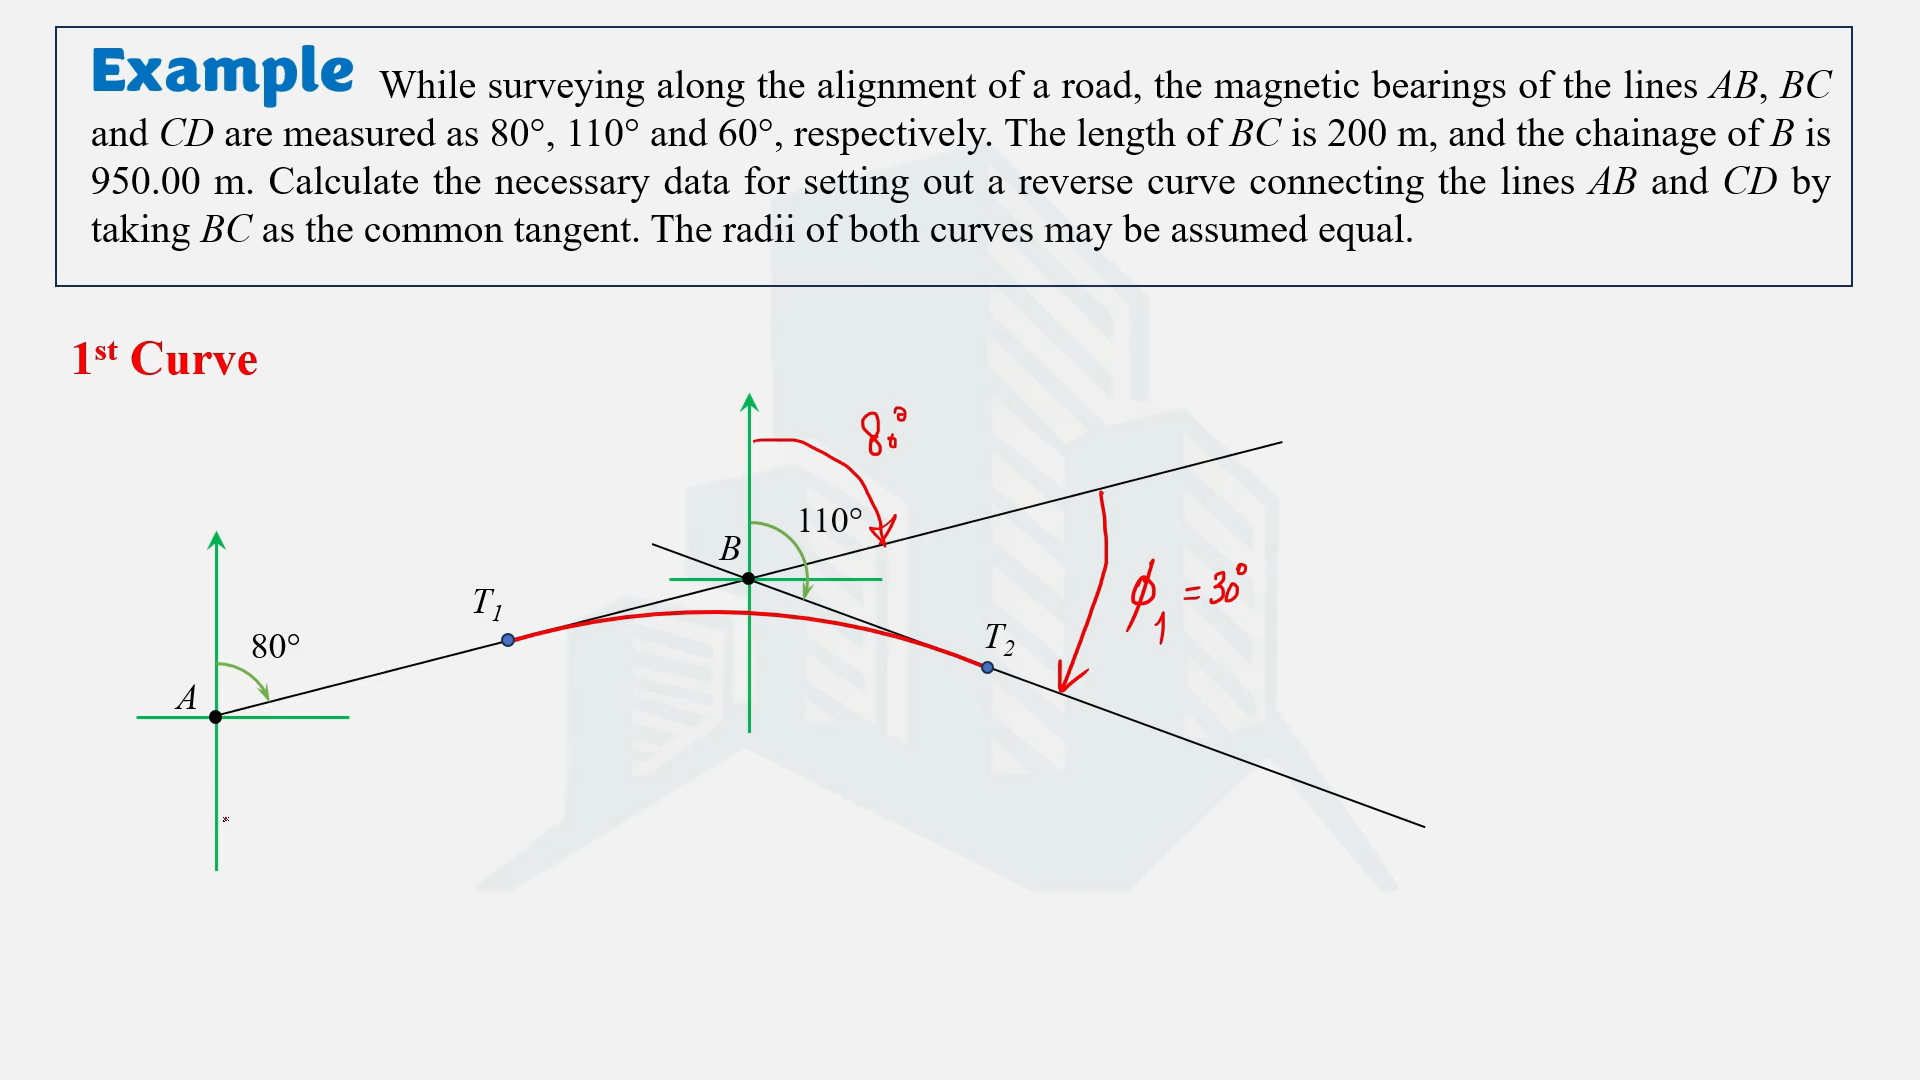 Example While surveying along the alignment of a road, the magnetic bearings of the lines AB, BC
and CD are measured as 80°, 110° and 60°, respectively. The length of BC is 200 m, and the chainage of B is
950.00 m. Calculate the necessary data for setting out a reverse curve connecting the lines AB and CD by
taking BC as the common tangent. The radii of both curves may be assumed equal.
1st Curve
80°
110°
B
T1
ϕ1 = 30°
T2
80°
A